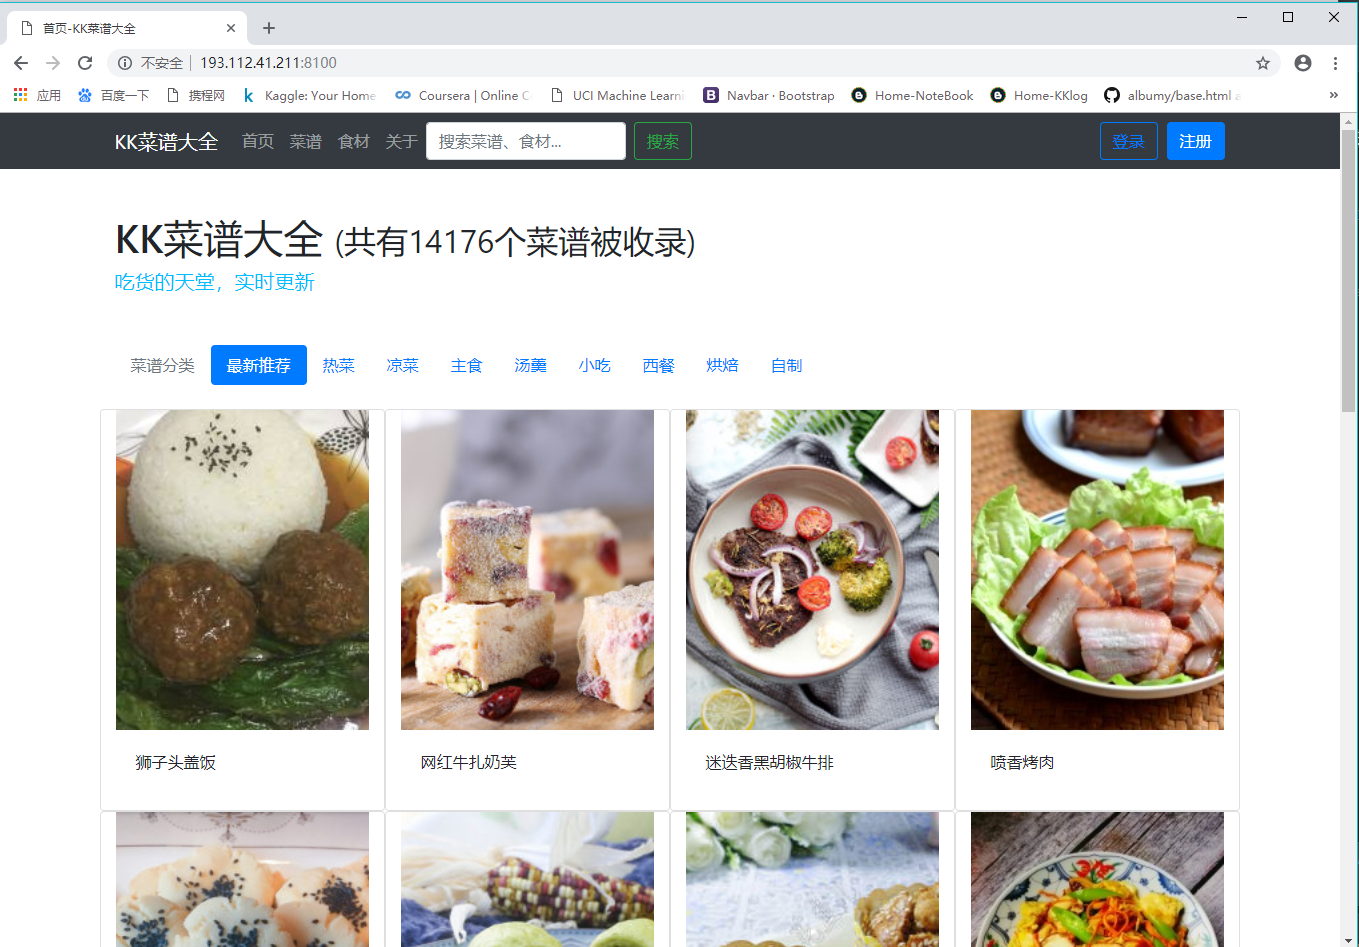 首页-KK菜谱大全
不安全 193.112.41.211:8100
应用 百度一下 携程网 Kaggle: Your Home Coursera | Online C UCI Machine Learni Navbar · Bootstrap Home-NoteBook Home-KKlog albumy/base.html a »
KK菜谱大全 首页 菜谱 食材 关于 搜索菜谱、食材... 搜索 登录 注册
KK菜谱大全 (共有14176个菜谱被收录)
吃货的天堂，实时更新
菜谱分类 最新推荐 热菜 凉菜 主食 汤羹 小吃 西餐 烘焙 自制
狮子头盖饭 网红牛扎奶芙 迷迭香黑胡椒牛排 喷香烤肉